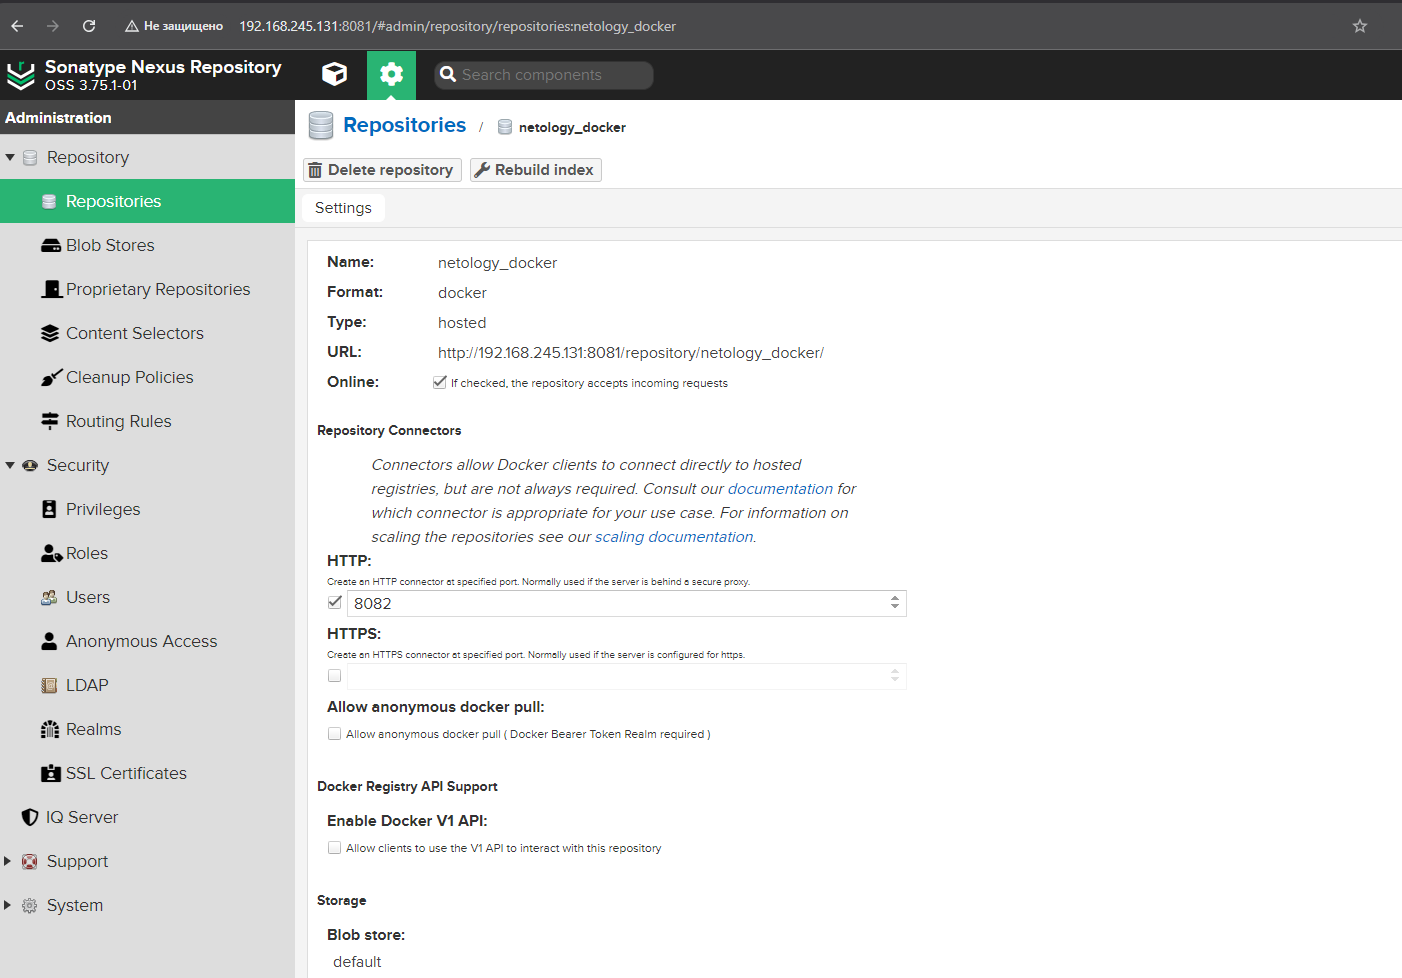 Не защищено
192.168.245.131:8081/#admin/repository/repositories:netology_docker
Sonatype Nexus Repository
OSS 3.75.1-01
Search components
Administration
Repository
Repositories
Blob Stores
Proprietary Repositories
Content Selectors
Cleanup Policies
Routing Rules
Security
Privileges
Roles
Users
Anonymous Access
LDAP
Realms
SSL Certificates
IQ Server
Support
System
Repositories / netology_docker
Delete repository
Rebuild index
Settings
Name: netology_docker
Format: docker
Type: hosted
URL: http://192.168.245.131:8081/repository/netology_docker/
Online: If checked, the repository accepts incoming requests
Repository Connectors
Connectors allow Docker clients to connect directly to hosted
registries, but are not always required. Consult our documentation for
which connector is appropriate for your use case. For information on
scaling the repositories see our scaling documentation.
HTTP:
Create an HTTP connector at specified port. Normally used if the server is behind a secure proxy.
8082
HTTPS:
Create an HTTPS connector at specified port. Normally used if the server is configured for https.
Allow anonymous docker pull:
Allow anonymous docker pull ( Docker Bearer Token Realm required )
Docker Registry API Support
Enable Docker V1 API:
Allow clients to use the V1 API to interact with this repository
Storage
Blob store:
default